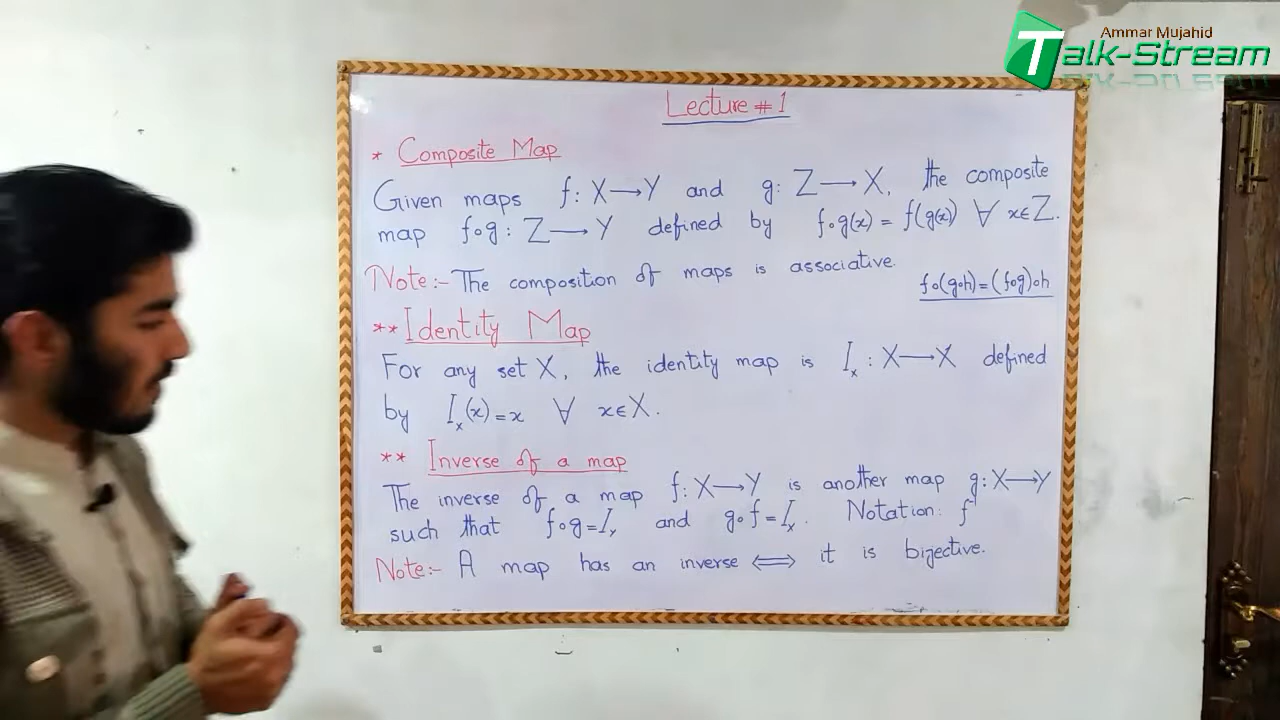 Ammar Mujahid
Talk-Stream
Lecture # 1
* Composite Map
Given maps f: X⟶Y and g: Z⟶X, the composite
map f∘g: Z⟶Y defined by f∘g(x) = f(g(x)) ∀ x∈Z.
Note:- The composition of maps is associative.
f∘(g∘h)=(f∘g)∘h
** Identity Map
For any set X, the identity map is Iₓ : X⟶X defined
by Iₓ(x)=x ∀ x∈X.
** Inverse of a map
The inverse of a map f: X⟶Y is another map g: X⟶Y
such that f∘g=Iᵧ and g∘f=Iₓ. Notation: f⁻¹
Note:- A map has an inverse ⟺ it is bijective.